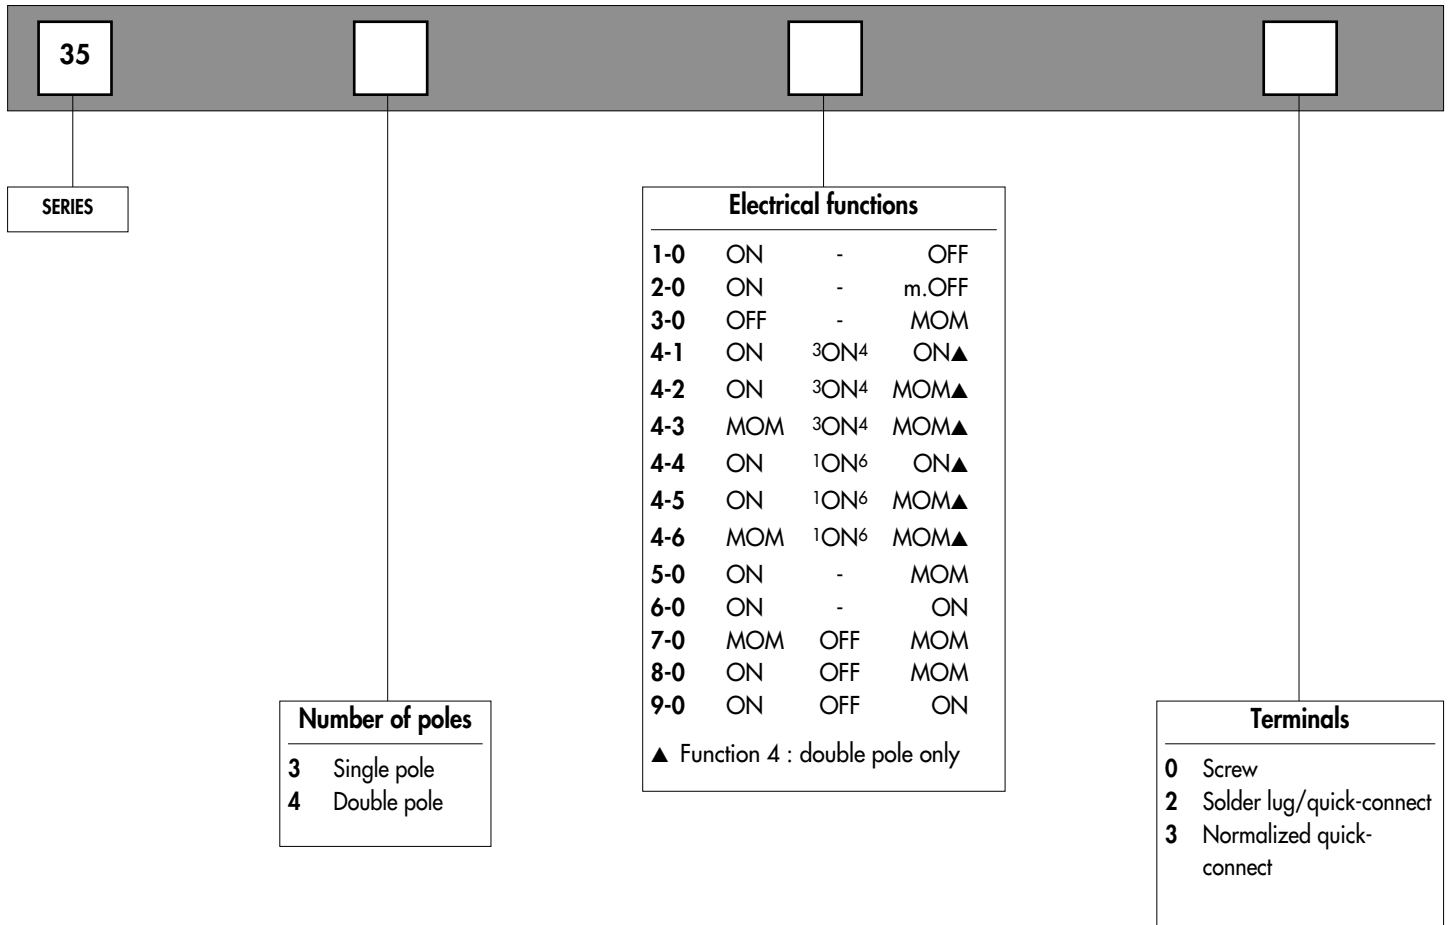 35
SERIES
Electrical functions
1-0 ON - OFF
2-0 ON - m.OFF
3-0 OFF - MOM
4-1 ON 3ON4 ON▲
4-2 ON 3ON4 MOM▲
4-3 MOM 3ON4 MOM▲
4-4 ON 1ON6 ON▲
4-5 ON 1ON6 MOM▲
4-6 MOM 1ON6 MOM▲
5-0 ON - MOM
6-0 ON - ON
7-0 MOM OFF MOM
8-0 ON OFF MOM
9-0 ON OFF ON
▲ Function 4 : double pole only
Number of poles
3 Single pole
4 Double pole
Terminals
0 Screw
2 Solder lug/quick-connect
3 Normalized quick-
connect